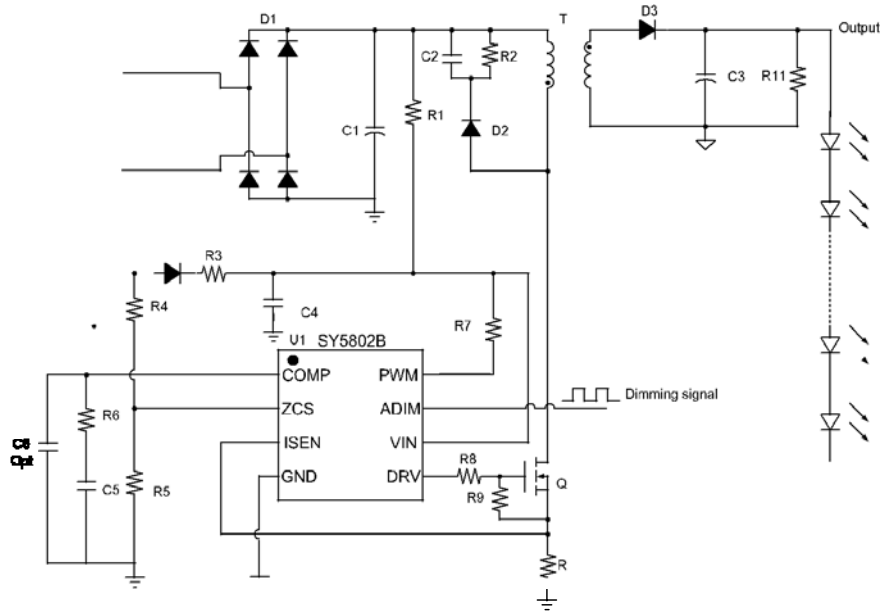 D1
T
D3
Output
C2
R2
C3
R11
R1
C1
D2
R3
R4
C4
R7
U1 SY5802B
COMP
PWM
ZCS
ADIM
Dimming signal
ISEN
VIN
GND
DRV
R6
R8
C5
R5
R9
Q
R